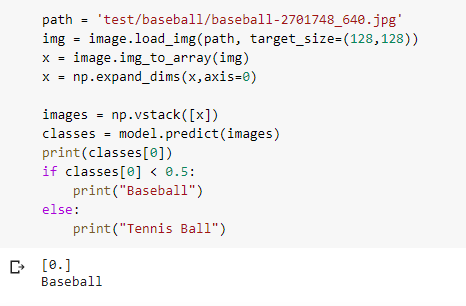 path = 'test/baseball/baseball-2701748_640.jpg'
img = image.load_img(path, target_size=(128,128))
x = image.img_to_array(img)
x = np.expand_dims(x,axis=0)

images = np.vstack([x])
classes = model.predict(images)
print(classes[0])
if classes[0] < 0.5:
    print("Baseball")
else:
    print("Tennis Ball")
[0.]
Baseball